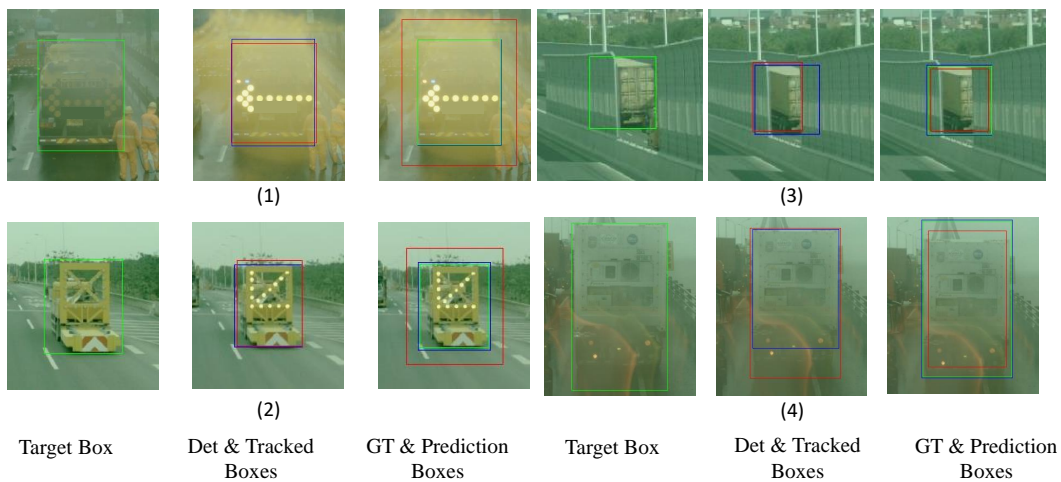 (1)
(3)
(2)
(4)
Target Box
Det & Tracked
Boxes
GT & Prediction
Boxes
Target Box
Det & Tracked
Boxes
GT & Prediction
Boxes